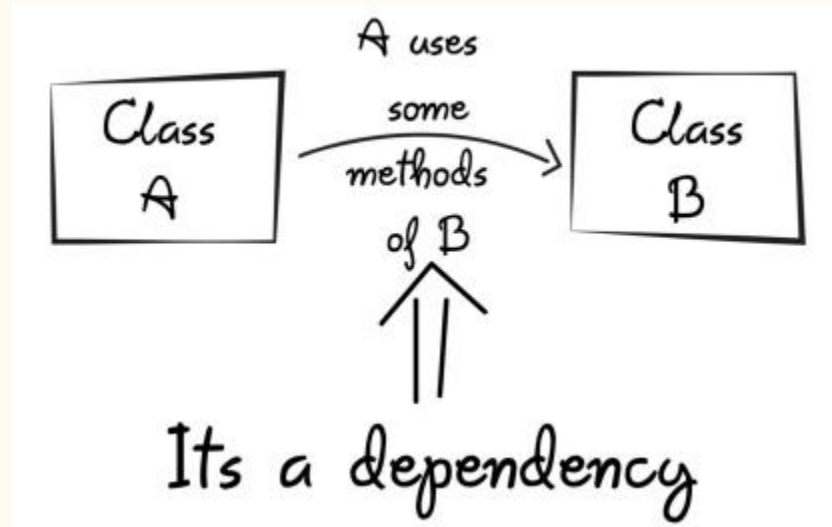 A uses
some
methods
of B
Class
A
Class
B
Its a dependency